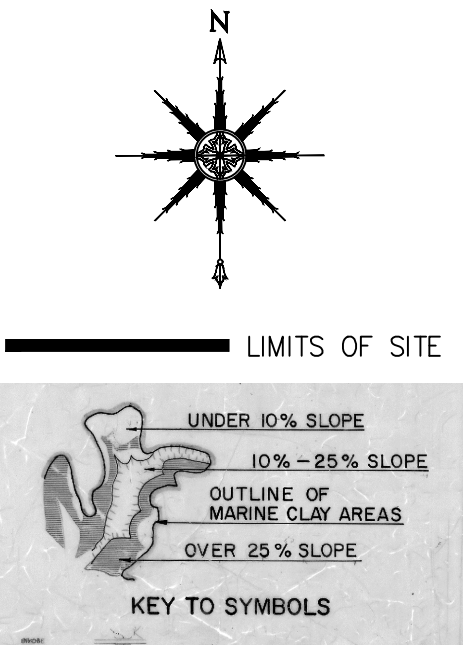 N
LIMITS OF SITE
UNDER 10% SLOPE
10% - 25% SLOPE
OUTLINE OF
MARINE CLAY AREAS
OVER 25% SLOPE
KEY TO SYMBOLS